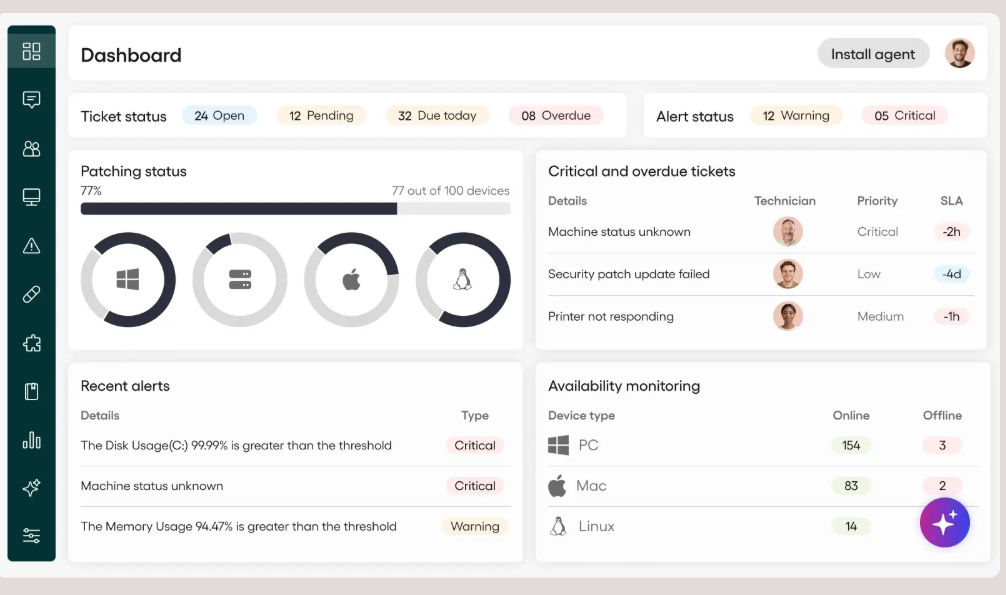 Dashboard
Install agent
Ticket status 24 Open 12 Pending 32 Due today 08 Overdue
Alert status 12 Warning 05 Critical
Patching status
77% 77 out of 100 devices
Critical and overdue tickets
Details Technician Priority SLA
Machine status unknown Critical -2h
Security patch update failed Low -4d
Printer not responding Medium -1h
Recent alerts
Details Type
The Disk Usage(C:) 99.99% is greater than the threshold Critical
Machine status unknown Critical
The Memory Usage 94.47% is greater than the threshold Warning
Availability monitoring
Device type Online Offline
PC 154 3
Mac 83 2
Linux 14